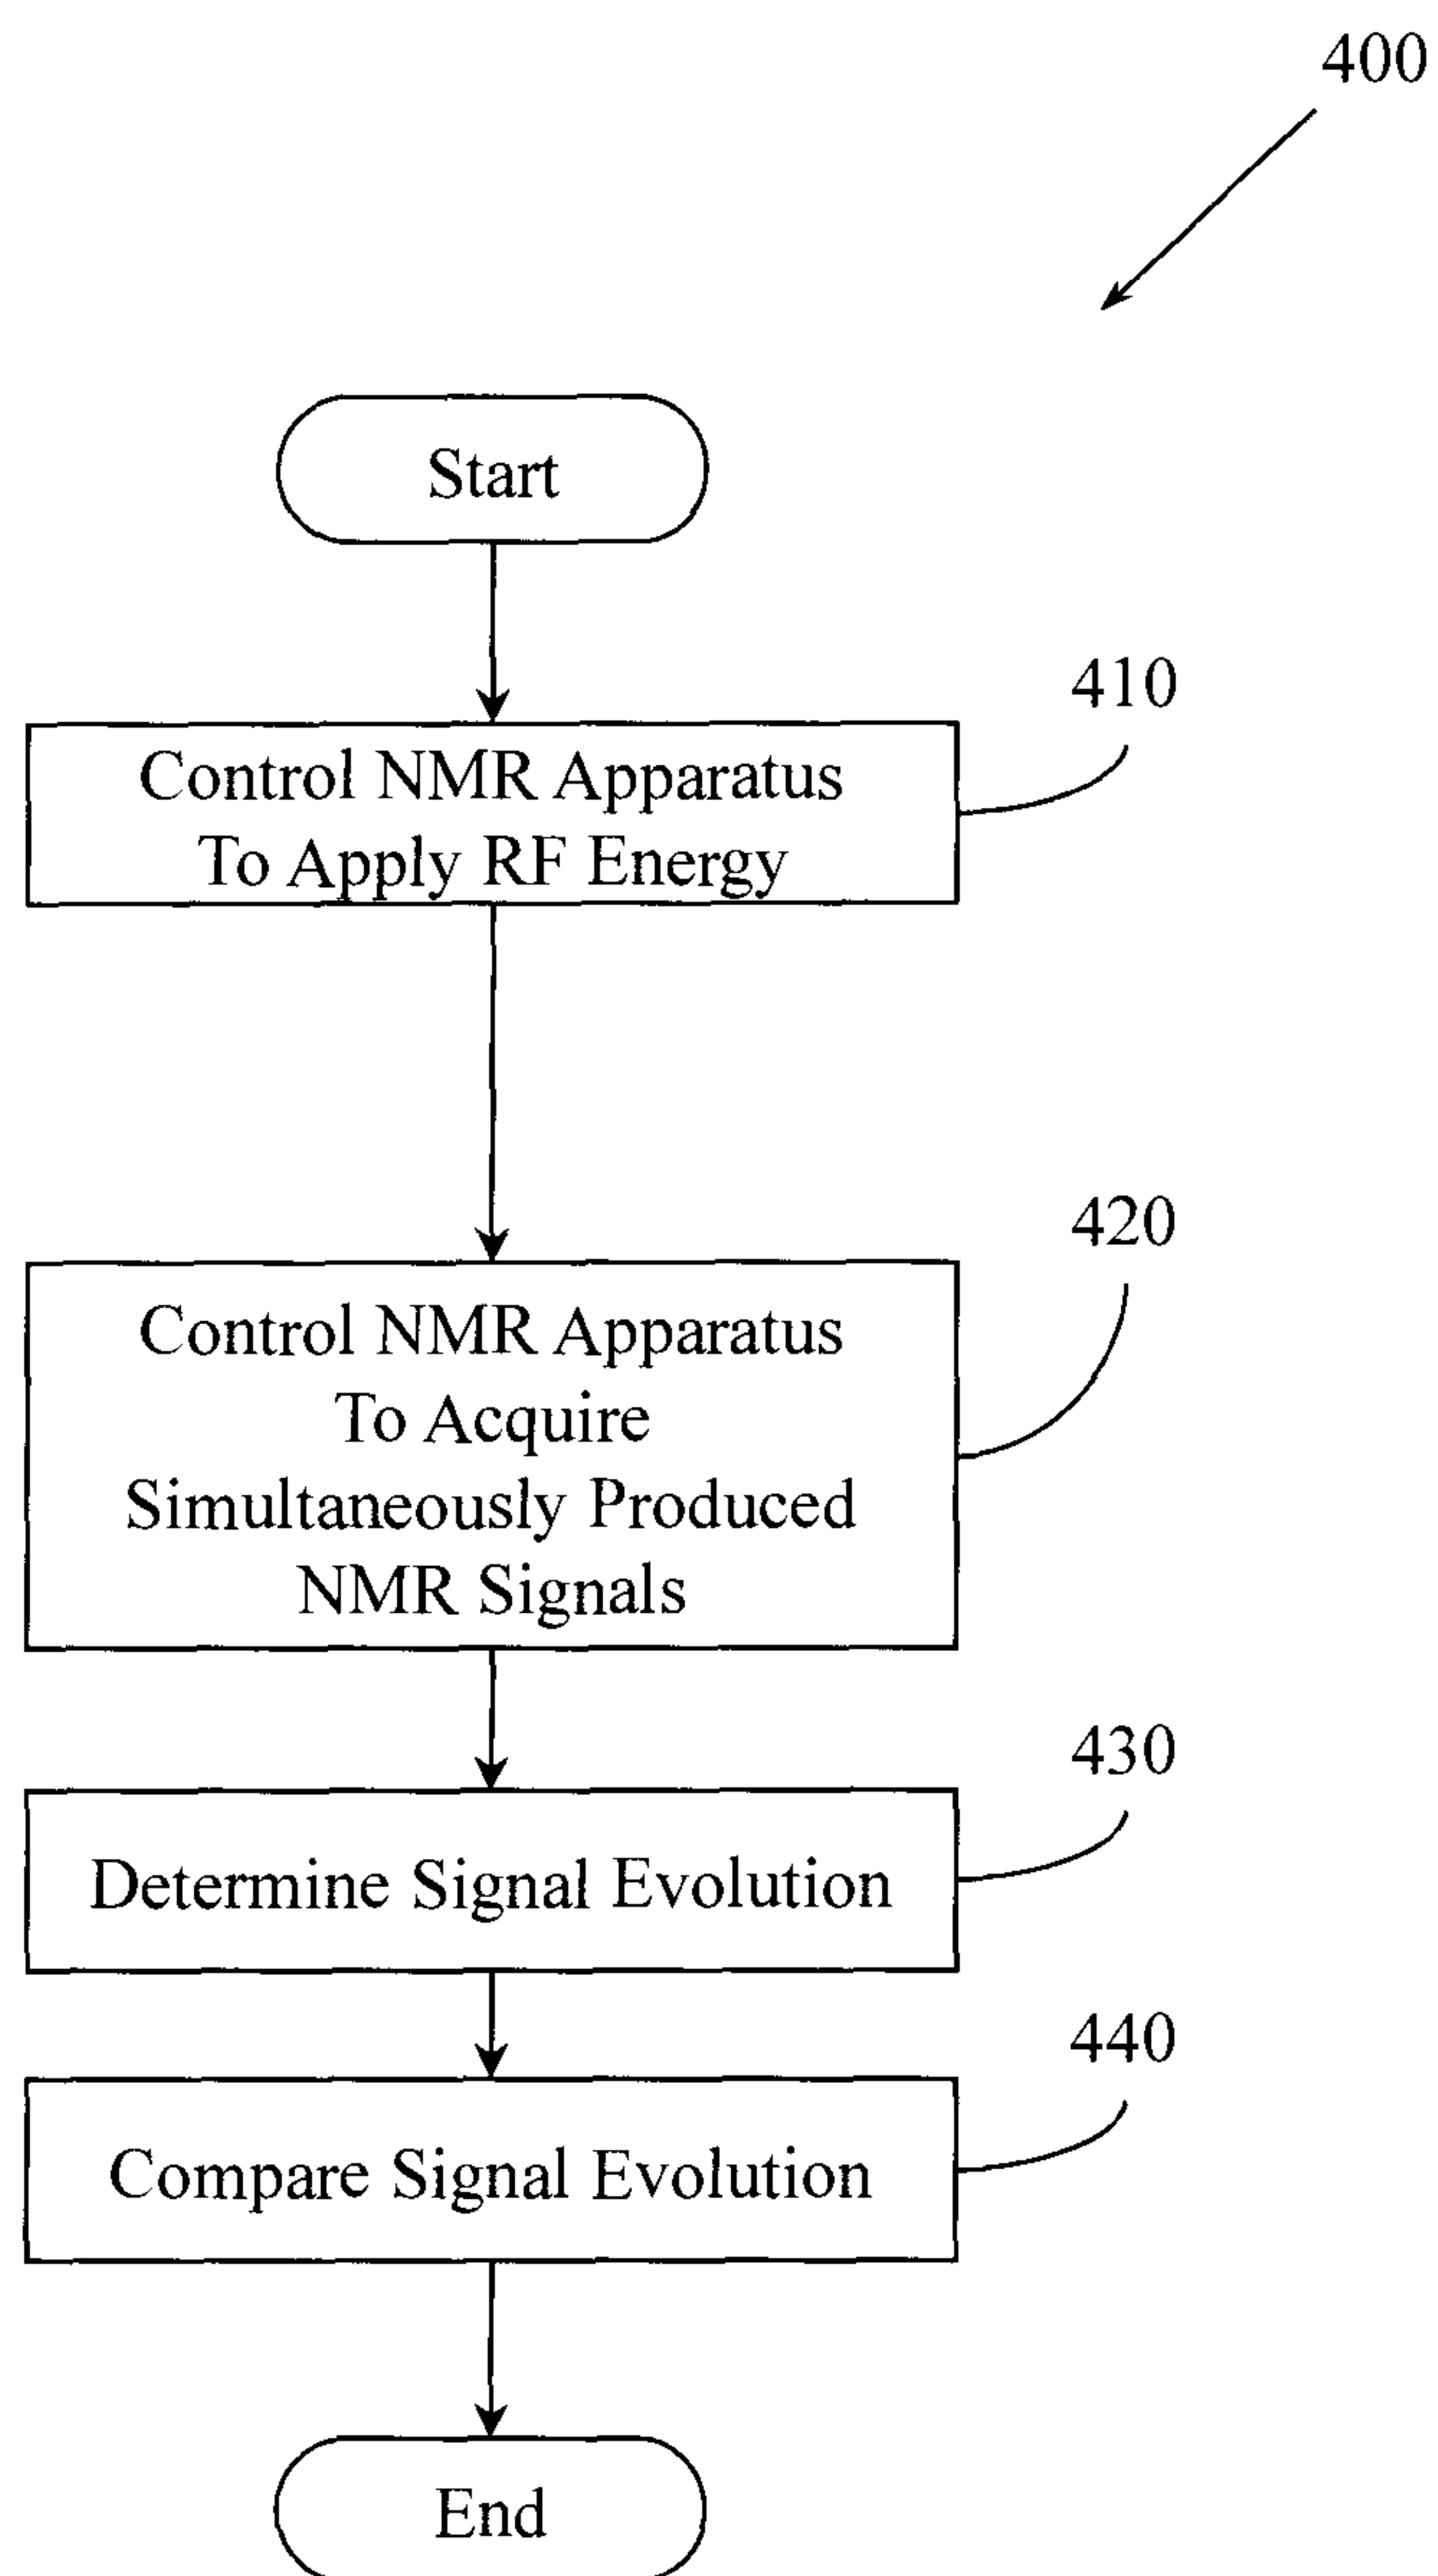 400
Start
410
Control NMR Apparatus
To Apply RF Energy
420
Control NMR Apparatus
To Acquire
Simultaneously Produced
NMR Signals
430
Determine Signal Evolution
440
Compare Signal Evolution
End